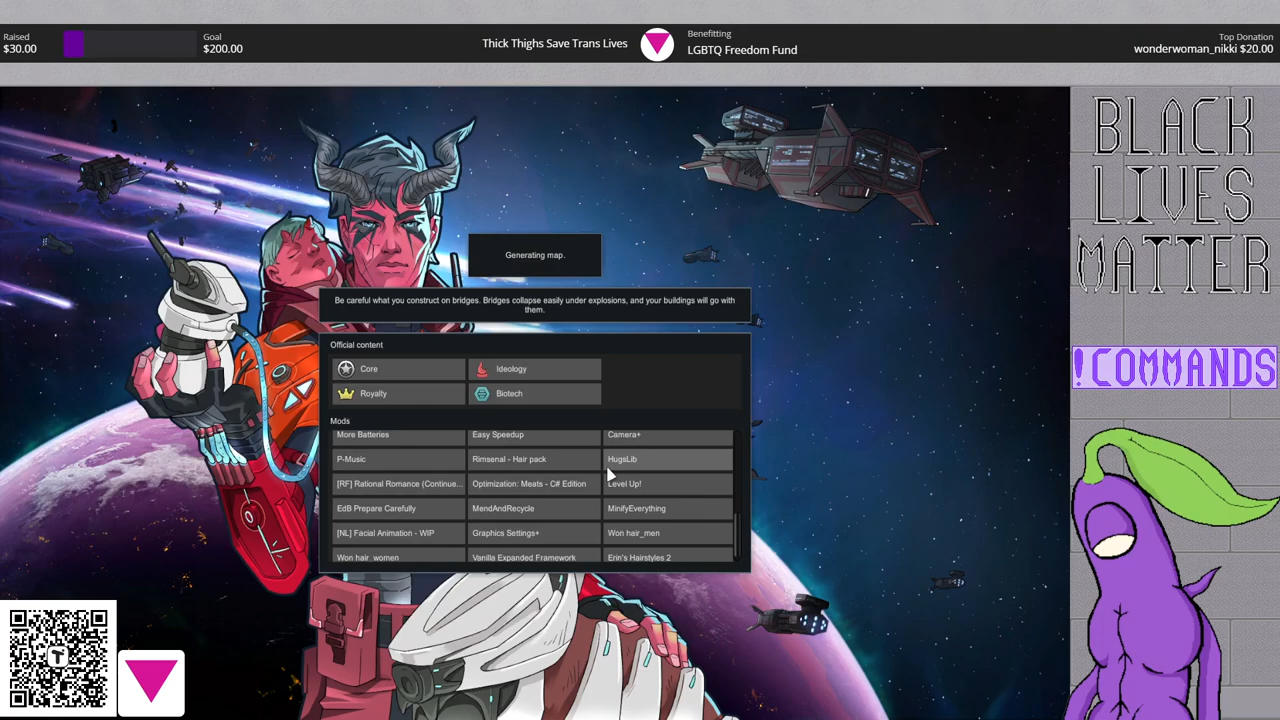 Raised
$30.00
Goal
$200.00
Thick Thighs Save Trans Lives
Benefitting
LGBTQ Freedom Fund
Top Donation
wonderwoman_nikki $20.00
BLACK
LIVES
MATTER
!COMMANDS
Generating map.
Be careful what you construct on bridges. Bridges collapse easily under explosions, and your buildings will go with
them.
Official content
Core
Ideology
Royalty
Biotech
Mods
More Batteries
Easy Speedup
Camera+
P-Music
Rimsenal - Hair pack
HugsLib
[RF] Rational Romance (Continue...
Optimization: Meats - C# Edition
Level Up!
EdB Prepare Carefully
MendAndRecycle
MinifyEverything
[NL] Facial Animation - WIP
Graphics Settings+
Won hair_men
Won hair_women
Vanilla Expanded Framework
Erin's Hairstyles 2
T